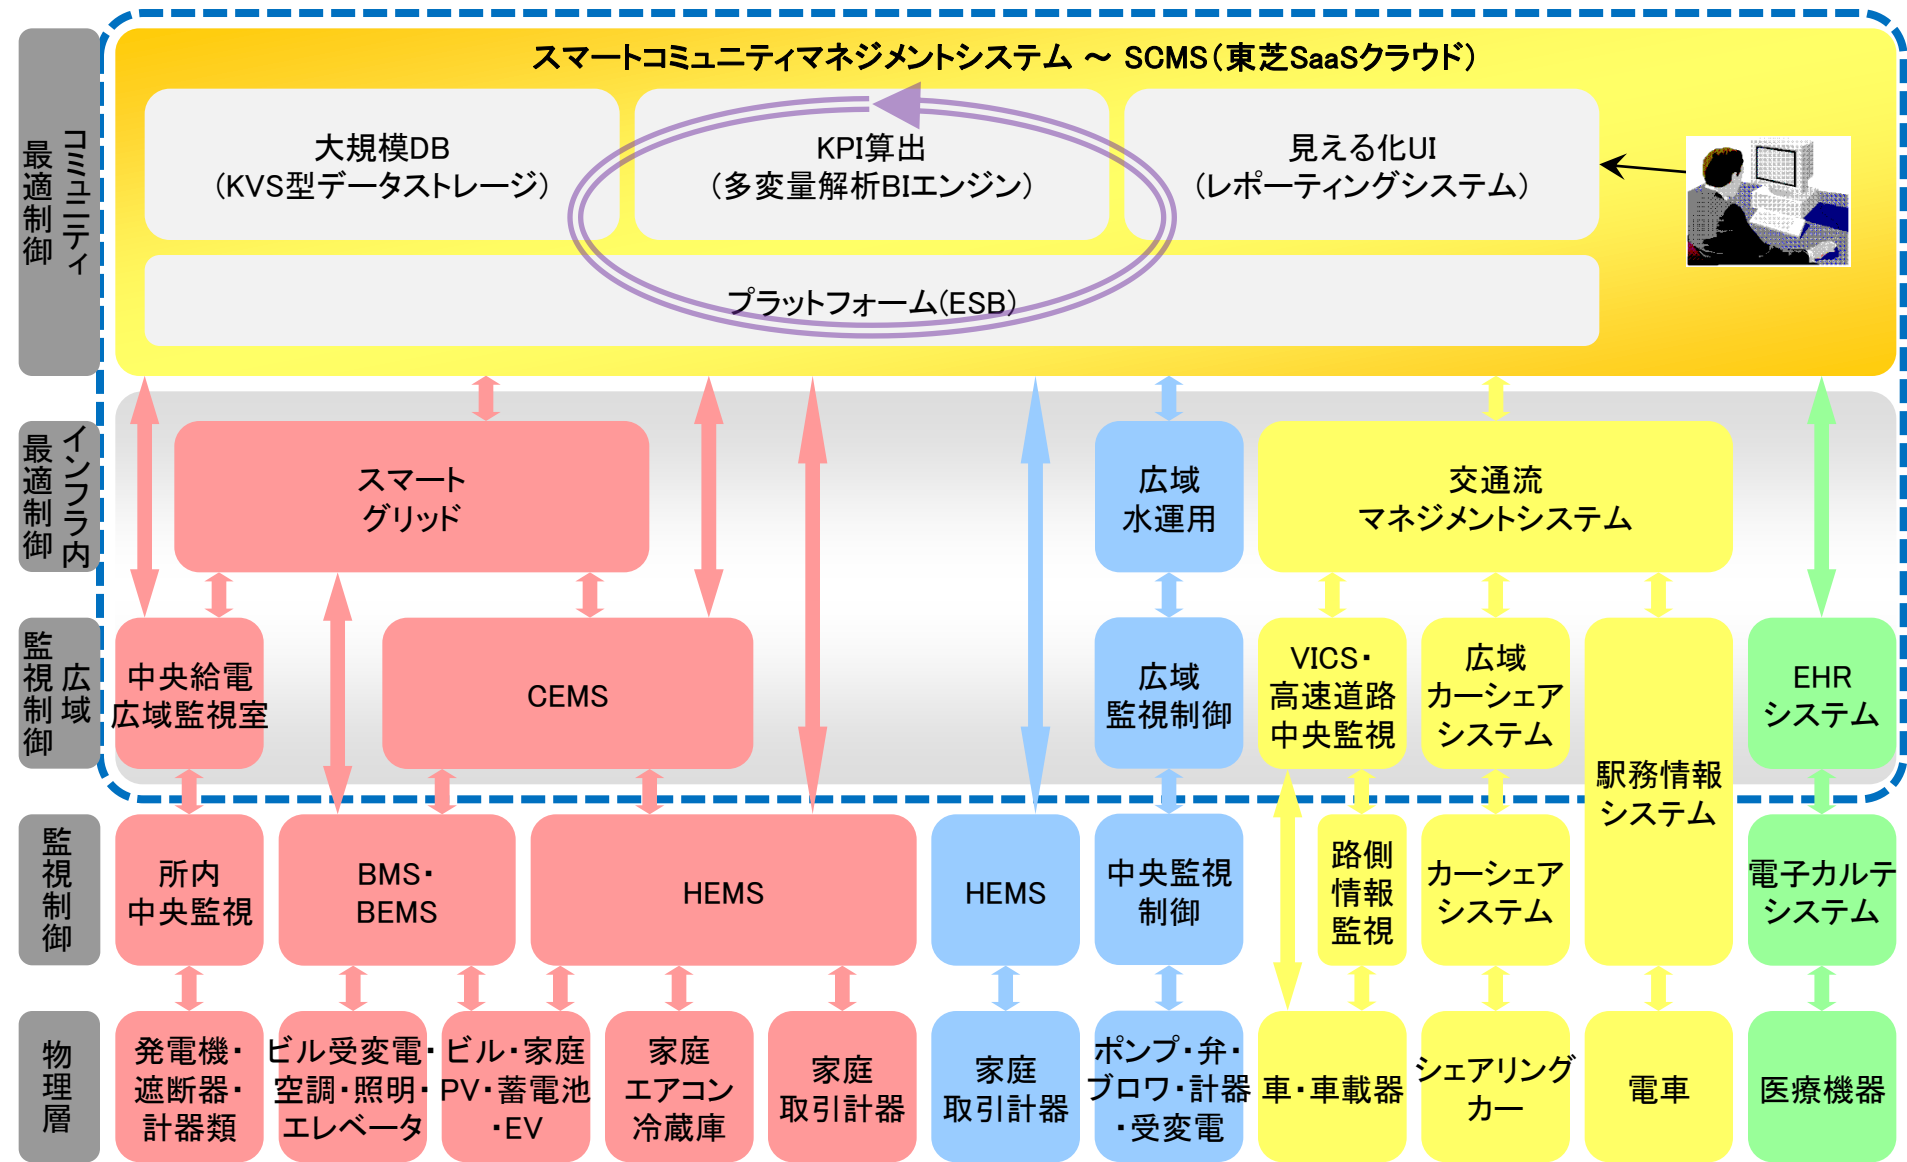 スマートコミュニティマネジメントシステム ～ SCMS（東芝SaaSクラウド）
コミュニティ
最適制御
大規模DB
（KVS型データストレージ）
KPI算出
（多変量解析BIエンジン）
見える化UI
（レポーティングシステム）
プラットフォーム(ESB)
インフラ内
最適制御
スマート
グリッド
広域
水運用
交通流
マネジメントシステム
広域
監視制御
中央給電
広域監視室
CEMS
広域
監視制御
VICS・
高速道路
中央監視
広域
カーシェア
システム
駅務情報
システム
EHR
システム
監視制御
所内
中央監視
BMS・
BEMS
HEMS
HEMS
中央監視
制御
路側
情報
監視
カーシェア
システム
電子カルテ
システム
物理層
発電機・
遮断器・
計器類
ビル受変電・
空調・照明・
エレベータ
ビル・家庭
PV・蓄電池
・EV
家庭
エアコン
冷蔵庫
家庭
取引計器
家庭
取引計器
ポンプ・弁・
ブロワ・計器
・受変電
車・車載器
シェアリング
カー
電車
医療機器